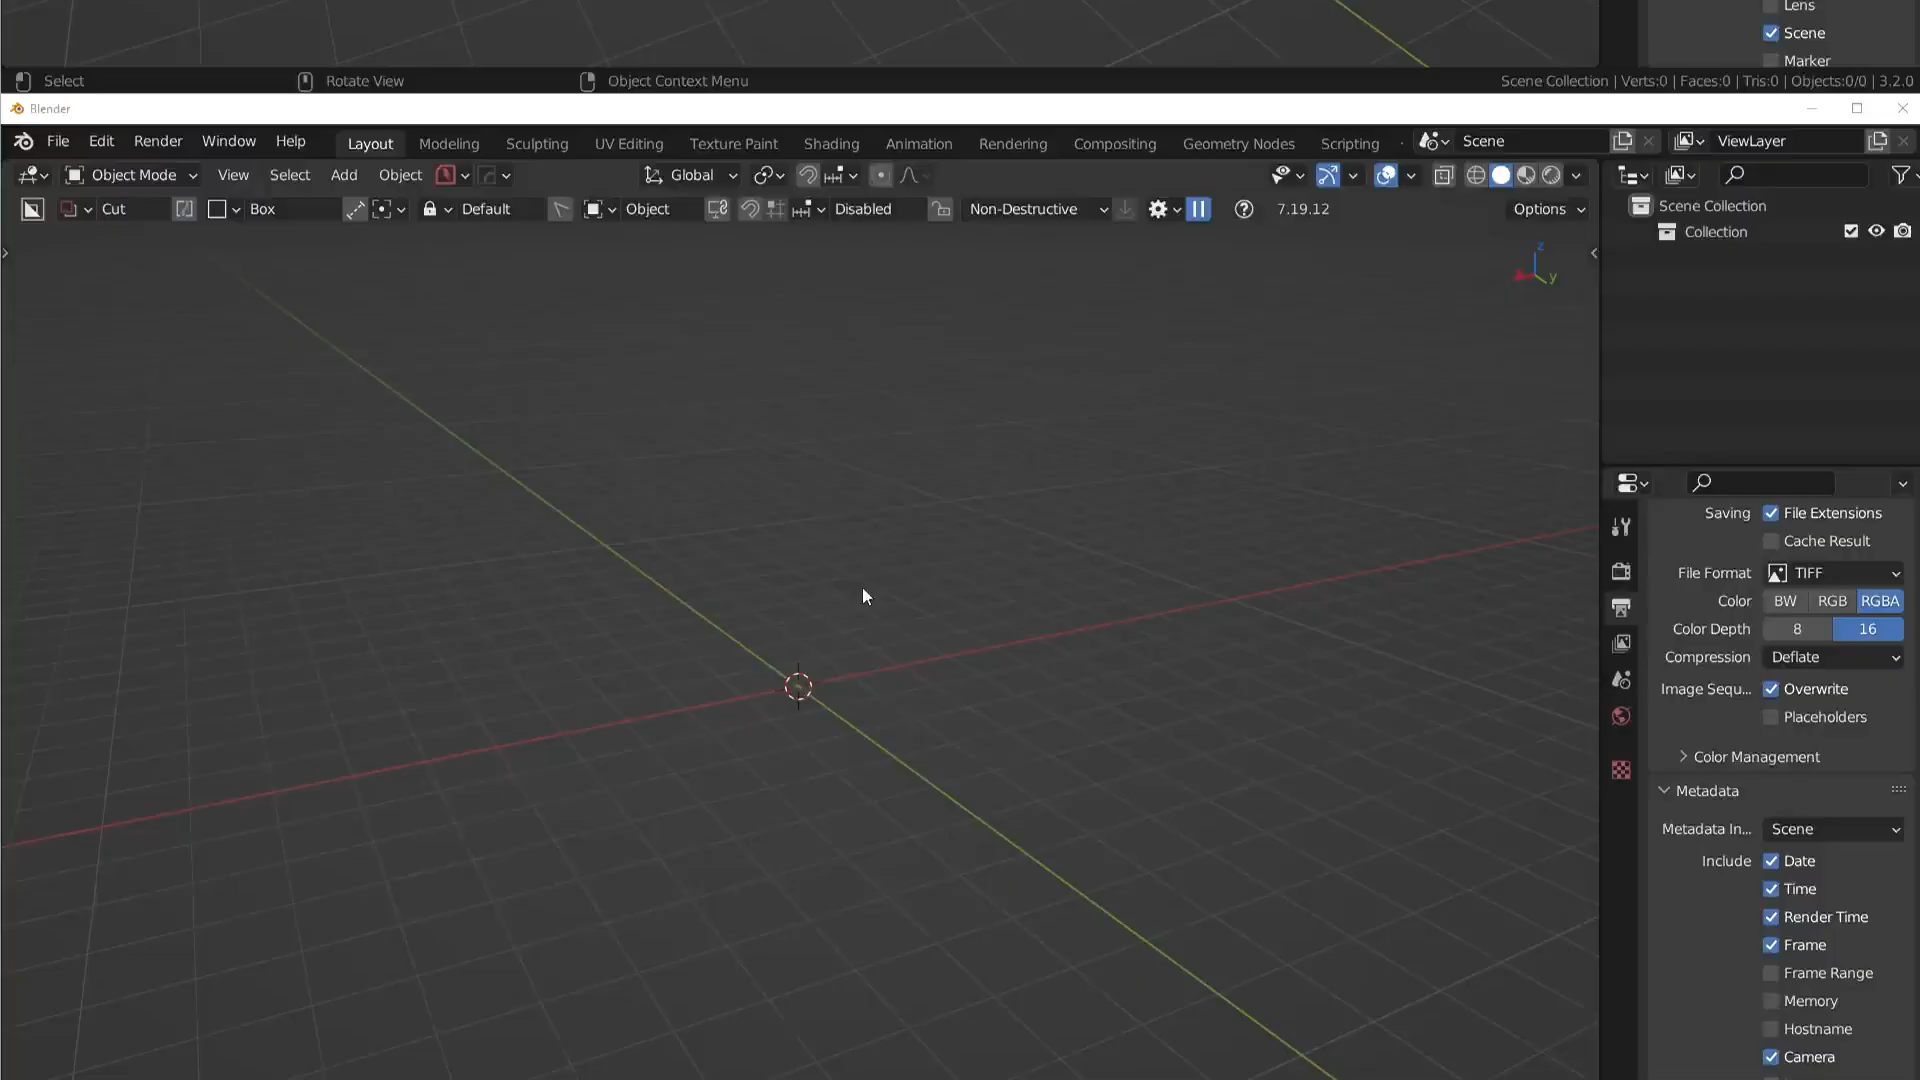 Lens
Scene
Marker
Select Rotate View Object Context Menu Scene Collection | Verts:0 | Faces:0 | Tris:0 | Objects:0/0 | 3.2.0
Blender
File Edit Render Window Help Layout Modeling Sculpting UV Editing Texture Paint Shading Animation Rendering Compositing Geometry Nodes Scripting Scene ViewLayer
Object Mode View Select Add Object Global
Cut Box Default Object Disabled Non-Destructive 7.19.12 Options
Scene Collection
Collection
z
y
Saving File Extensions
Cache Result
File Format TIFF
Color BW RGB RGBA
Color Depth 8 16
Compression Deflate
Image Sequ... Overwrite
Placeholders
Color Management
Metadata
Metadata In... Scene
Include Date
Time
Render Time
Frame
Frame Range
Memory
Hostname
Camera